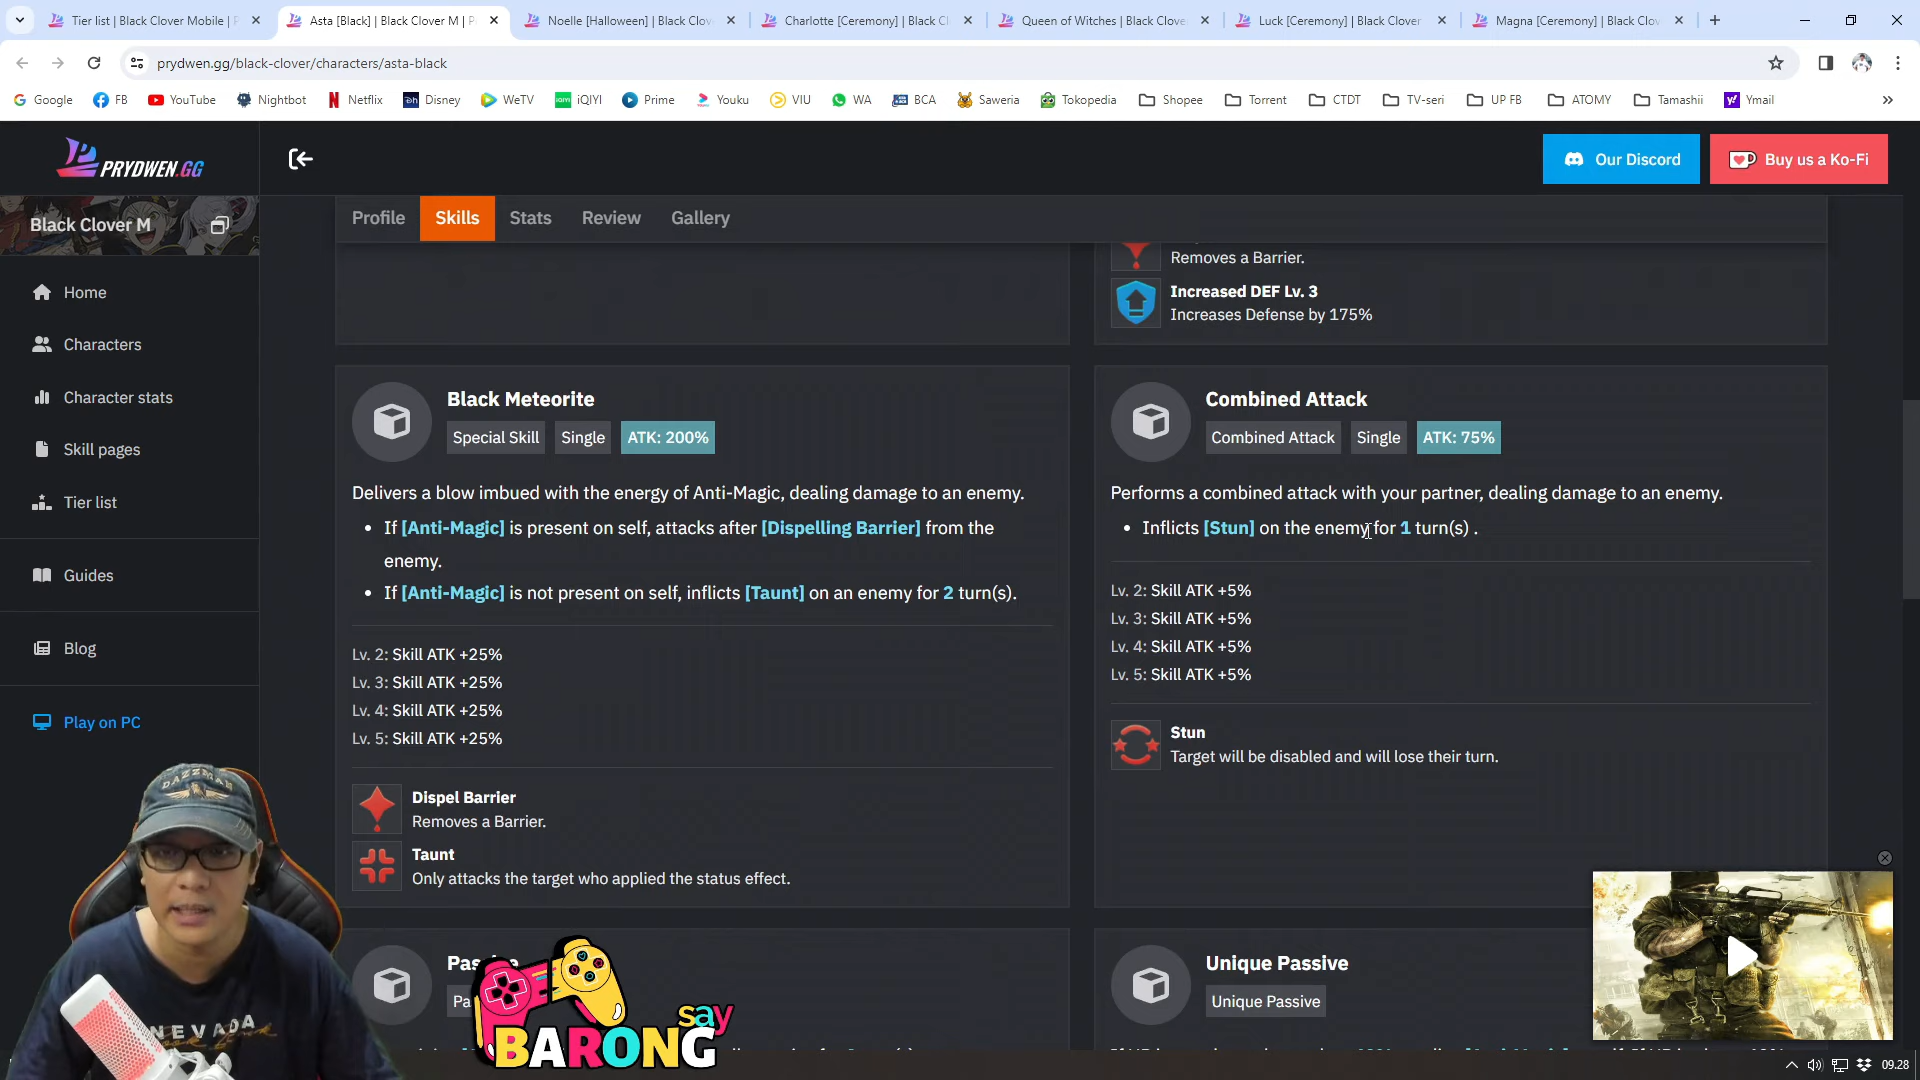 Tier list | Black Clover Mobile | P
Asta [Black] | Black Clover M | P
Noelle [Halloween] | Black Clov
Charlotte [Ceremony] | Black Cl
Queen of Witches | Black Clove
Luck [Ceremony] | Black Clover
Magna [Ceremony] | Black Clov
prydwen.gg/black-clover/characters/asta-black
Google
FB
YouTube
Nightbot
Netflix
Disney
WeTV
iQIYI
Prime
Youku
VIU
WA
BCA
Saweria
Tokopedia
Shopee
Torrent
CTDT
TV-seri
UP FB
ATOMY
Tamashii
Ymail
PRYDWEN.GG
Our Discord
Buy us a Ko-Fi
Black Clover M
Home
Characters
Character stats
Skill pages
Tier list
Guides
Blog
Play on PC
Profile
Skills
Stats
Review
Gallery
Removes a Barrier.
Increased DEF Lv. 3
Increases Defense by 175%
Black Meteorite
Special Skill
Single
ATK: 200%
Delivers a blow imbued with the energy of Anti-Magic, dealing damage to an enemy.
If [Anti-Magic] is present on self, attacks after [Dispelling Barrier] from the
enemy.
If [Anti-Magic] is not present on self, inflicts [Taunt] on an enemy for 2 turn(s).
Lv. 2: Skill ATK +25%
Lv. 3: Skill ATK +25%
Lv. 4: Skill ATK +25%
Lv. 5: Skill ATK +25%
Dispel Barrier
Removes a Barrier.
Taunt
Only attacks the target who applied the status effect.
Combined Attack
Combined Attack
Single
ATK: 75%
Performs a combined attack with your partner, dealing damage to an enemy.
Inflicts [Stun] on the enemy for 1 turn(s) .
Lv. 2: Skill ATK +5%
Lv. 3: Skill ATK +5%
Lv. 4: Skill ATK +5%
Lv. 5: Skill ATK +5%
Stun
Target will be disabled and will lose their turn.
Unique Passive
Unique Passive
DAZZMAN
NEVADA
say
BARONG
09.28